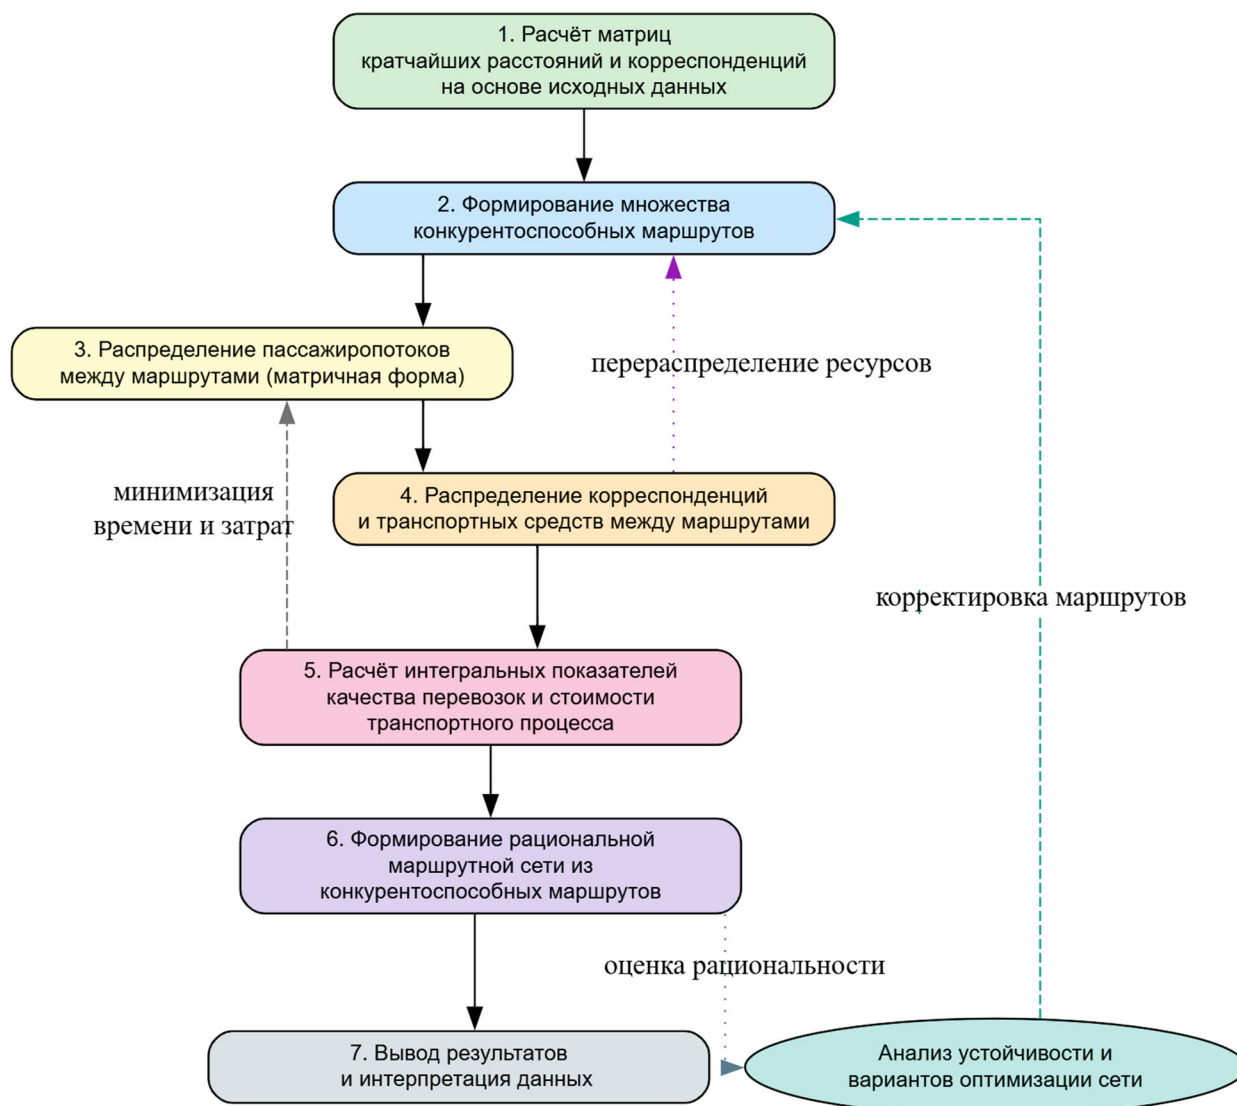 1. Расчёт матриц
кратчайших расстояний и корреспонденций
на основе исходных данных
2. Формирование множества
конкурентоспособных маршрутов
3. Распределение пассажиропотоков
между маршрутами (матричная форма)
перераспределение ресурсов
минимизация
времени и затрат
4. Распределение корреспонденций
и транспортных средств между маршрутами
корректировка маршрутов
5. Расчёт интегральных показателей
качества перевозок и стоимости
транспортного процесса
6. Формирование рациональной
маршрутной сети из
конкурентоспособных маршрутов
оценка рациональности
7. Вывод результатов
и интерпретация данных
Анализ устойчивости и
вариантов оптимизации сети